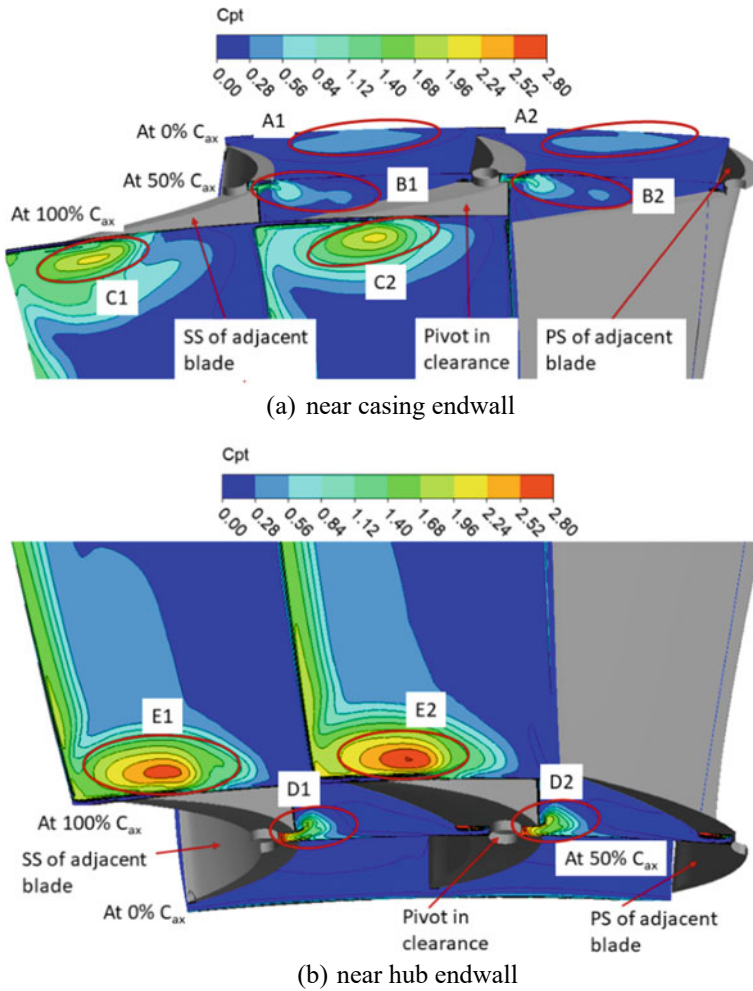 Cpt
0.00 0.28 0.56 0.84 1.12 1.40 1.68 1.96 2.24 2.52 2.80
A1
A2
At 0% Cax
At 50% Cax
B1
B2
At 100% Cax
C1
C2
SS of adjacent
blade
Pivot in
clearance
PS of adjacent
blade
(a) near casing endwall
Cpt
0.00 0.28 0.56 0.84 1.12 1.40 1.68 1.96 2.24 2.52 2.80
E1
E2
D1
D2
At 100% Cax
SS of adjacent
blade
At 50% Cax
At 0% Cax
Pivot in
clearance
PS of adjacent
blade
(b) near hub endwall